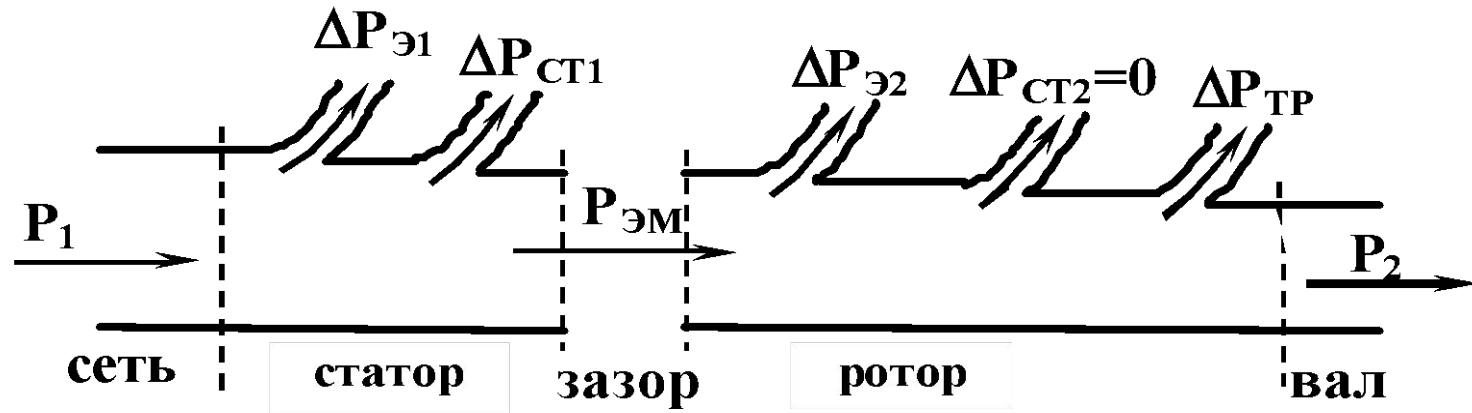 ΔPЭ1
ΔPСТ1
ΔPЭ2
ΔPСТ2=0
ΔPТР
P1
PЭМ
P2
сеть
статор
зазор
ротор
вал